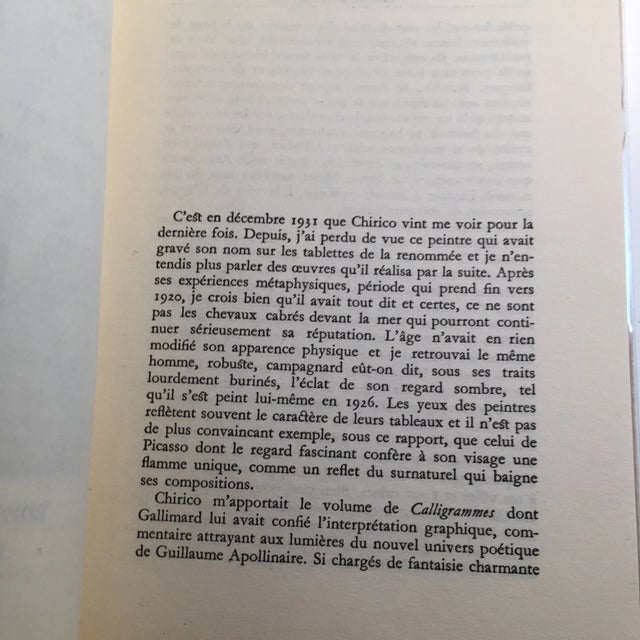 C'est en décembre 1931 que Chirico vint me voir pour la
dernière fois. Depuis, j'ai perdu de vue ce peintre qui avait
gravé son nom sur les tablettes de la renommée et je n'en-
tendis plus parler des œuvres qu'il réalisa par la suite. Après
ses expériences métaphysiques, période qui prend fin vers
1920, je crois bien qu'il avait tout dit et certes, ce ne sont
pas les chevaux cabrés devant la mer qui pourront conti-
nuer sérieusement sa réputation. L'âge n'avait en rien
modifié son apparence physique et je retrouvai le même
homme, robuste, campagnard eût-on dit, sous ses traits
lourdement burinés, l'éclat de son regard sombre, tel
qu'il s'est peint lui-même en 1926. Les yeux des peintres
reflètent souvent le caractère de leurs tableaux et il n'est pas
de plus convaincant exemple, sous ce rapport, que celui de
Picasso dont le regard fascinant confère à son visage une
flamme unique, comme un reflet du surnaturel qui baigne
ses compositions.
Chirico m'apportait le volume de Calligrammes dont
Gallimard lui avait confié l'interprétation graphique, com-
mentaire attrayant aux lumières du nouvel univers poétique
de Guillaume Apollinaire. Si chargés de fantaisie charmante